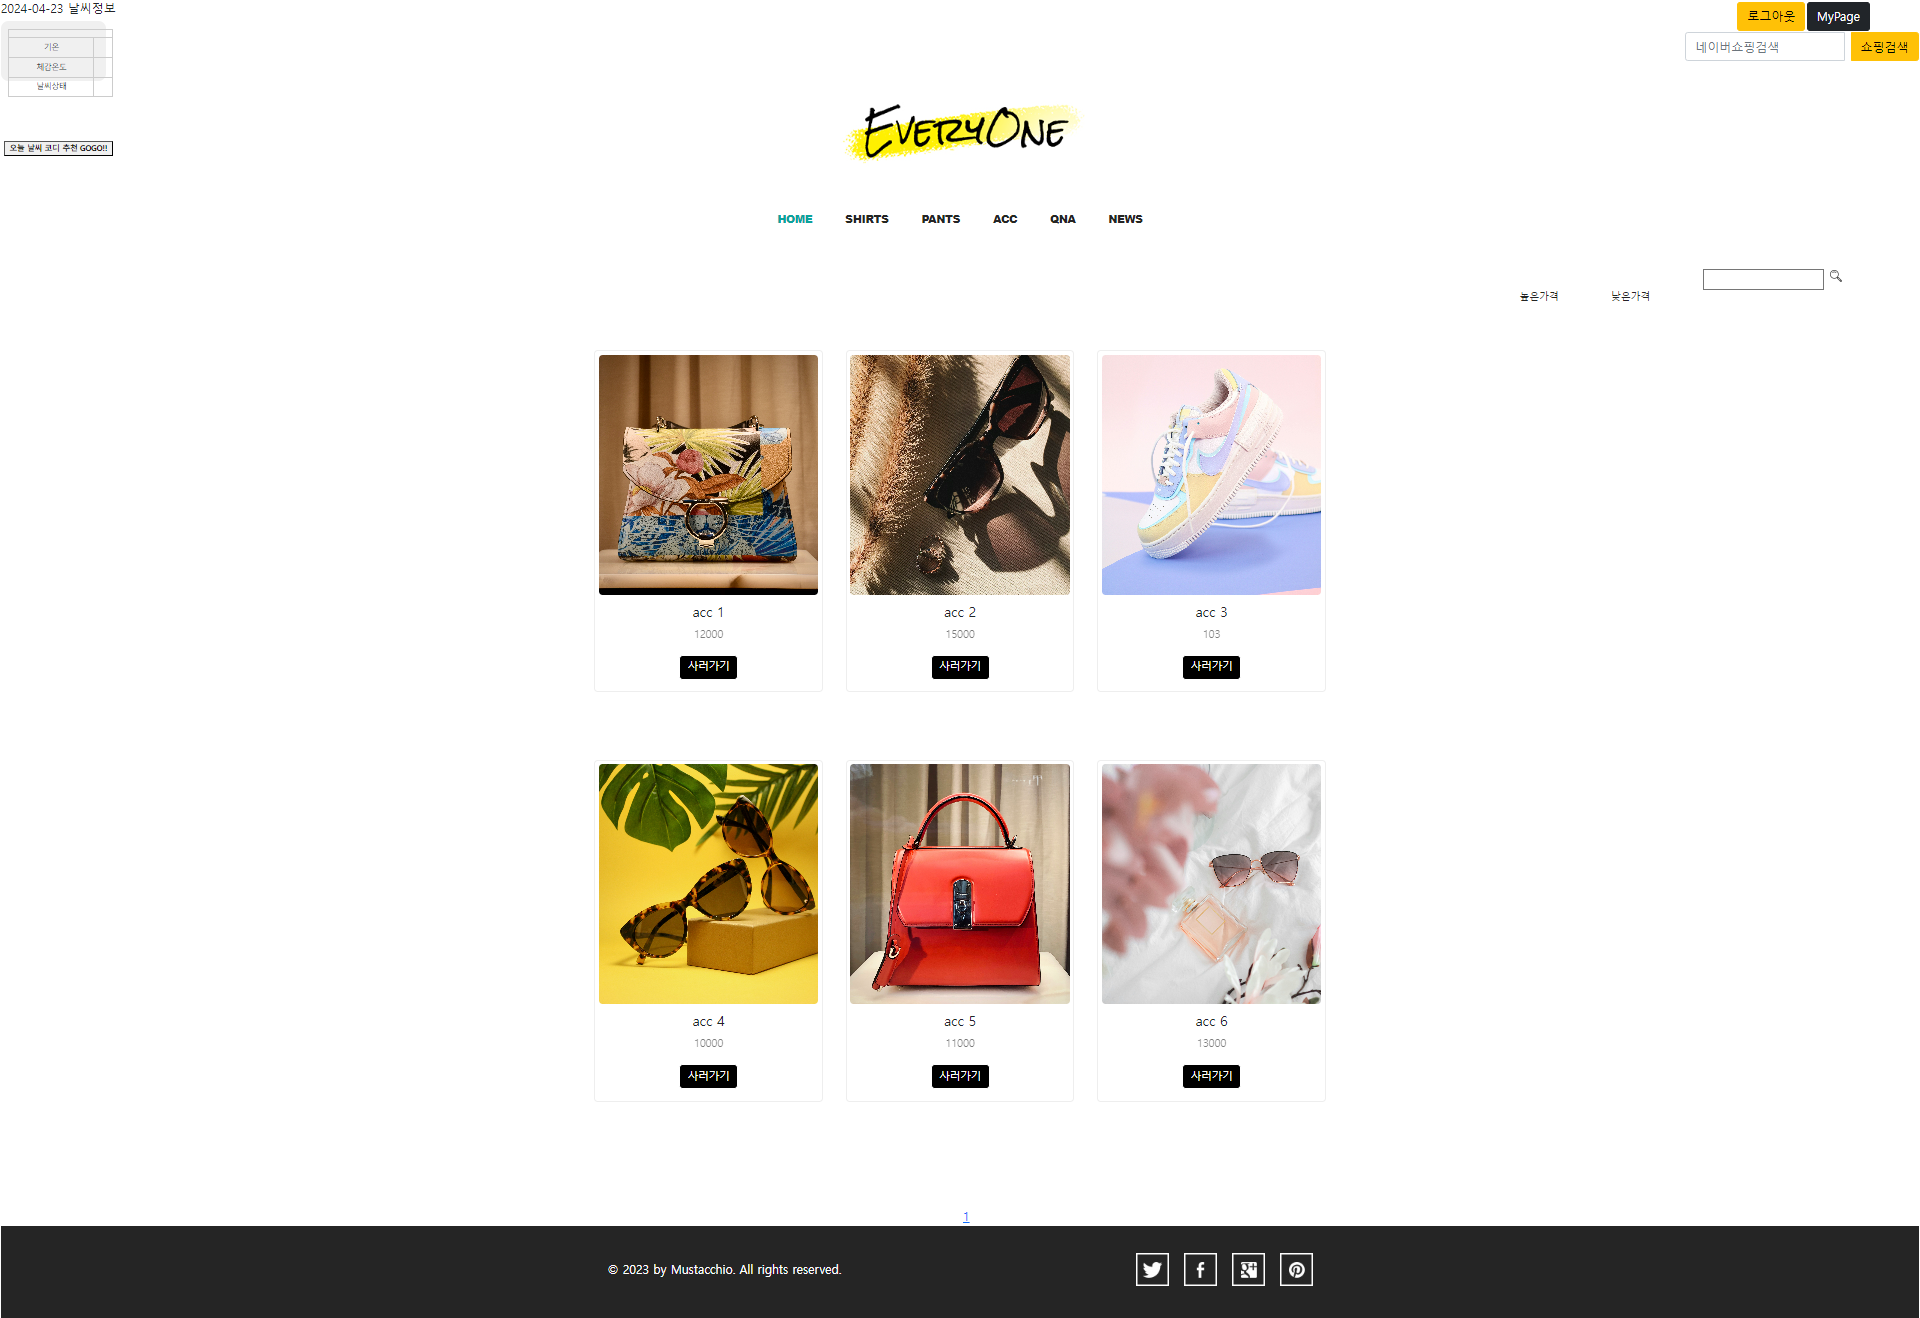 2024-04-23 날씨정보
로그아웃 MyPage
네이버쇼핑검색 쇼핑검색
기온
체감온도
날씨상태
오늘 날씨 코디 추천 GOGO!!
EVERYONE
HOME SHIRTS PANTS ACC QNA NEWS
높은가격 낮은가격
acc 1 acc 2 acc 3
12000 15000 103
사러가기 사러가기 사러가기
acc 4 acc 5 acc 6
10000 11000 13000
사러가기 사러가기 사러가기
1
© 2023 by Mustacchio. All rights reserved.